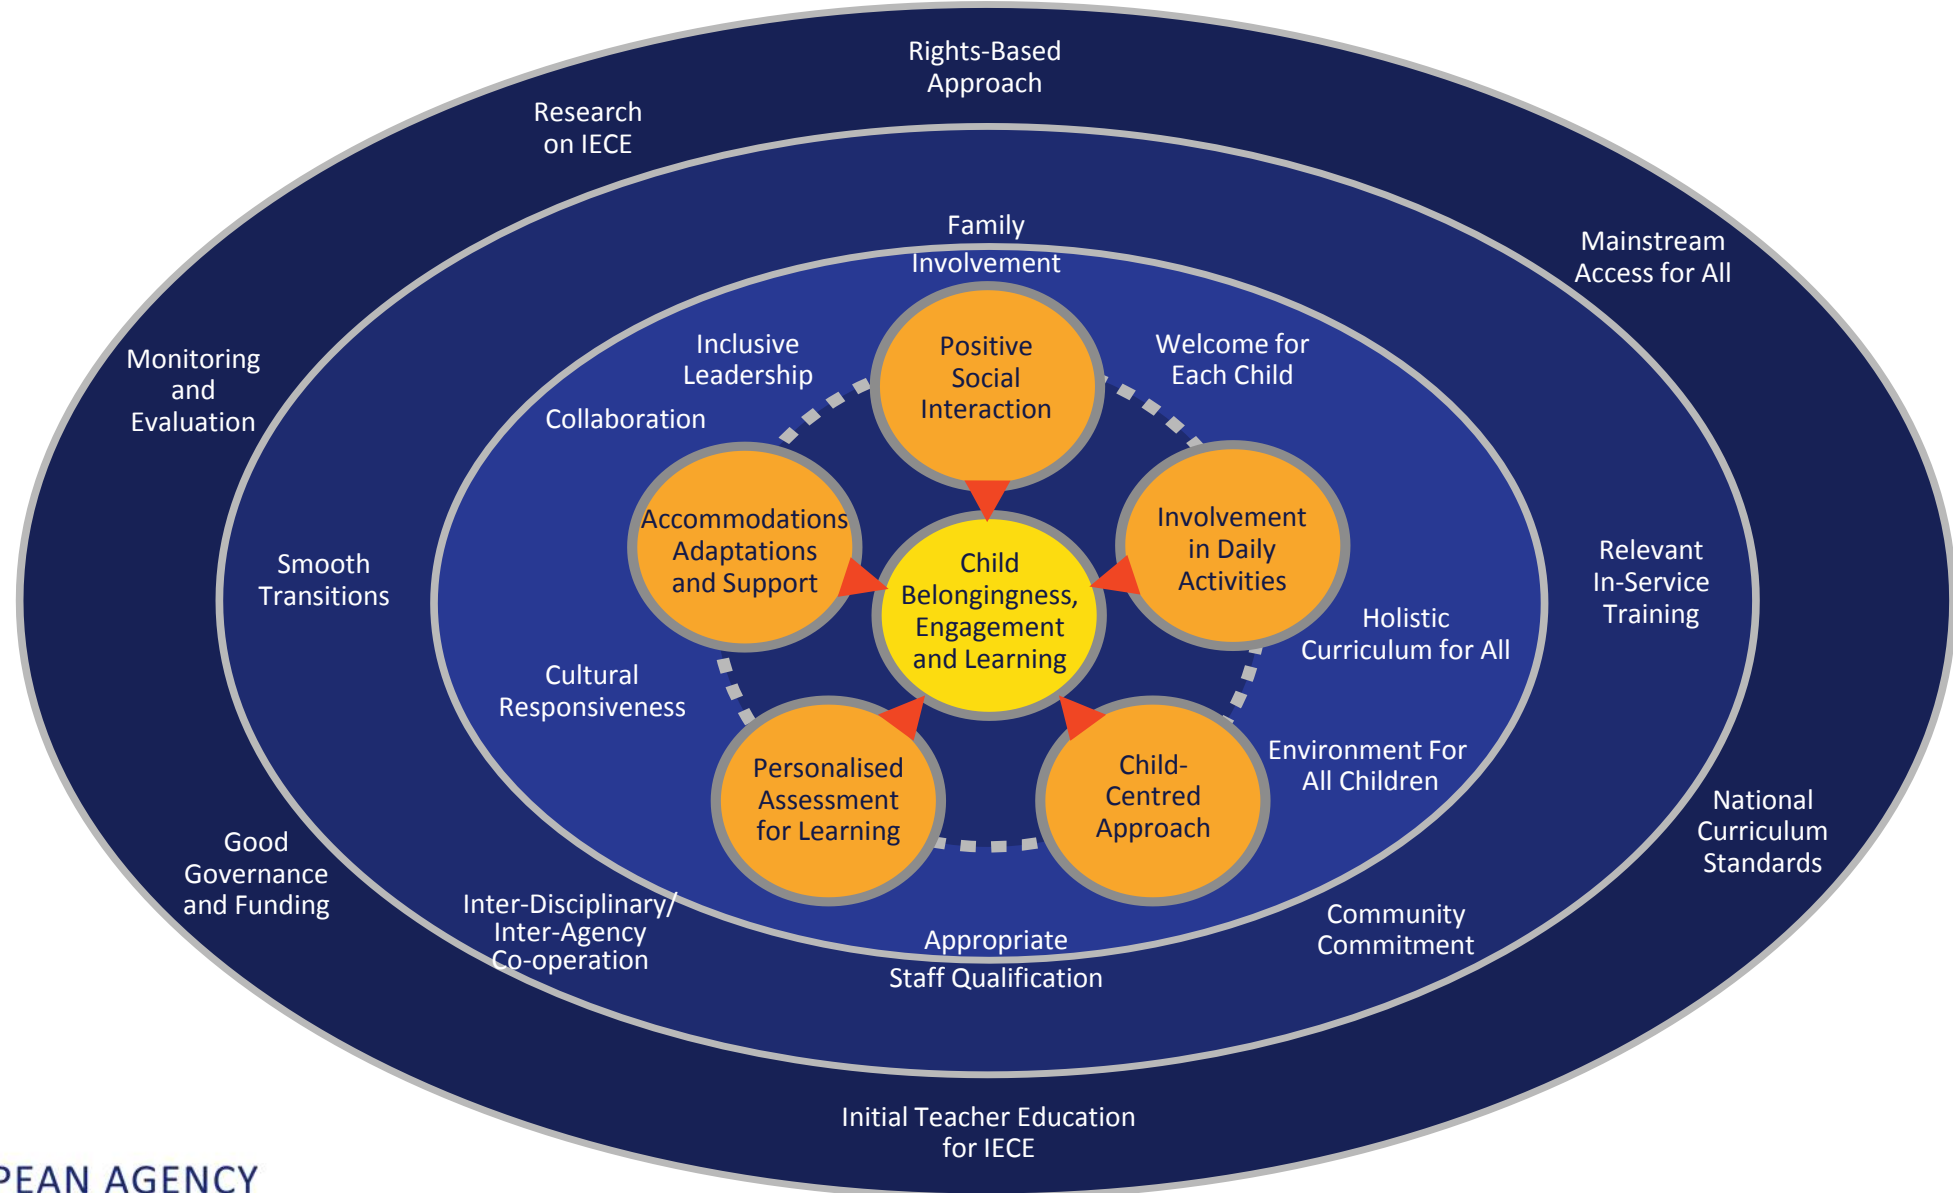 Rights-Based
Approach
Research
on IECE
Mainstream
Access for All
Monitoring
and
Evaluation
Good
Governance
and Funding
National
Curriculum
Standards
Initial Teacher Education
for IECE
Family
Involvement
Smooth
Transitions
Relevant
In-Service
Training
Inter-Disciplinary/
Inter-Agency
Co-operation
Community
Commitment
Inclusive
Leadership
Welcome for
Each Child
Collaboration
Holistic
Curriculum for All
Cultural
Responsiveness
Environment For
All Children
Appropriate
Staff Qualification
Positive
Social
Interaction
Accommodations
Adaptations
and Support
Involvement
in Daily
Activities
Child
Belongingness,
Engagement
and Learning
Personalised
Assessment
for Learning
Child-
Centred
Approach
PEAN AGENCY